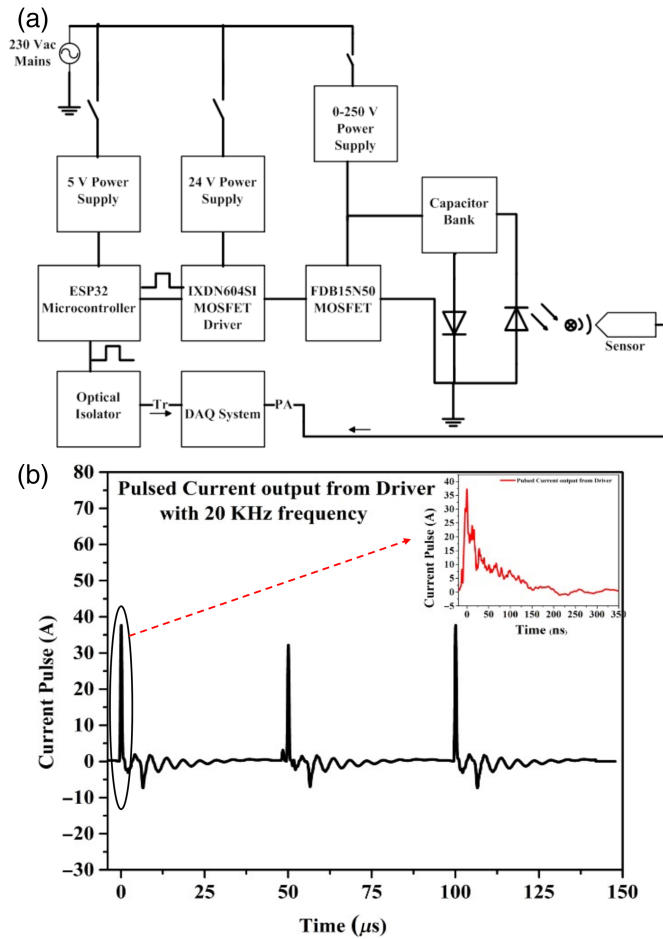 (a)
230 Vac
Mains
0-250 V
Power
Supply
5 V Power
Supply
24 V Power
Supply
Capacitor
Bank
ESP32
Microcontroller
IXDN604SI
MOSFET
Driver
FDB15N50
MOSFET
Sensor
Optical
Isolator
Tr
DAQ System
PA
(b)
Pulsed Current output from Driver
with 20 KHz frequency
Current Pulse (A)
80
70
60
50
40
30
20
10
0
−10
−20
−30
0
25
50
75
100
125
150
Time (μs)
Pulsed Current output from Driver
Current Pulse (A)
40
35
30
25
20
15
10
5
0
−5
0
50
100
150
200
250
300
350
Time (ns)